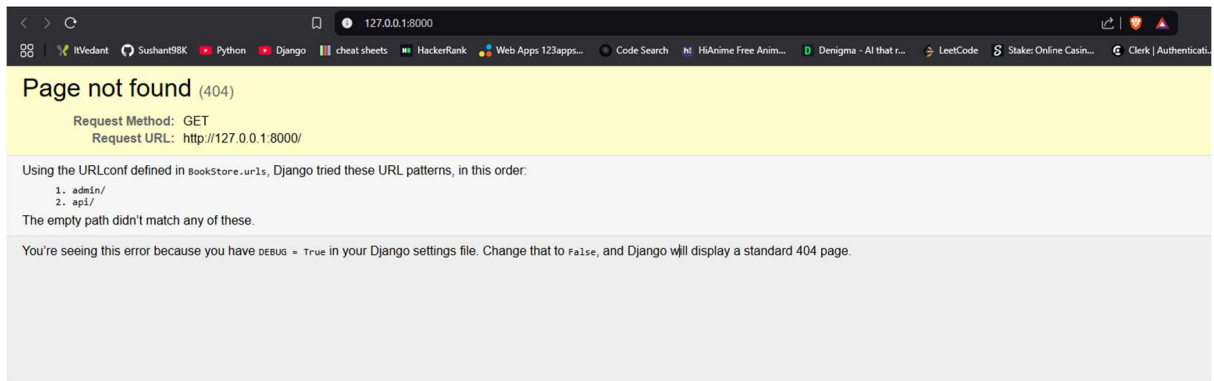 127.0.0.1:8000
ItVedant Sushant98K Python Django cheat sheets HackerRank Web Apps 123apps... Code Search HiAnime Free Anim... Denigma - AI that r... LeetCode Stake: Online Casin... Clerk | Authenticati...
Page not found (404)
Request Method: GET
Request URL: http://127.0.0.1:8000/
Using the URLconf defined in BookStore.urls, Django tried these URL patterns, in this order:
1. admin/
2. api/
The empty path didn't match any of these.
You're seeing this error because you have DEBUG = True in your Django settings file. Change that to False, and Django will display a standard 404 page.